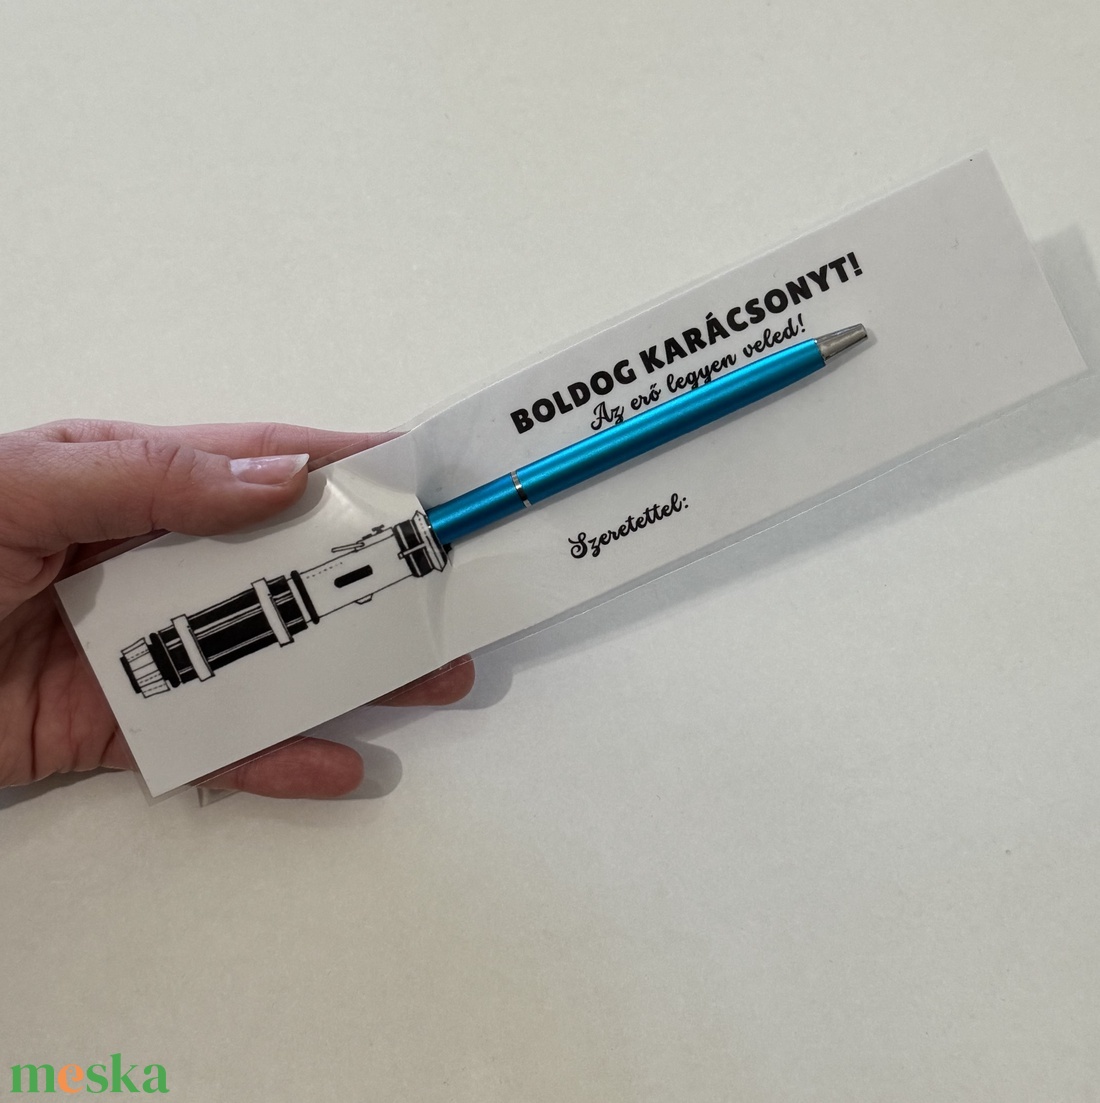 BOLDOG KARÁCSONYT!
Az erő legyen veled!
Szeretettel:
meska